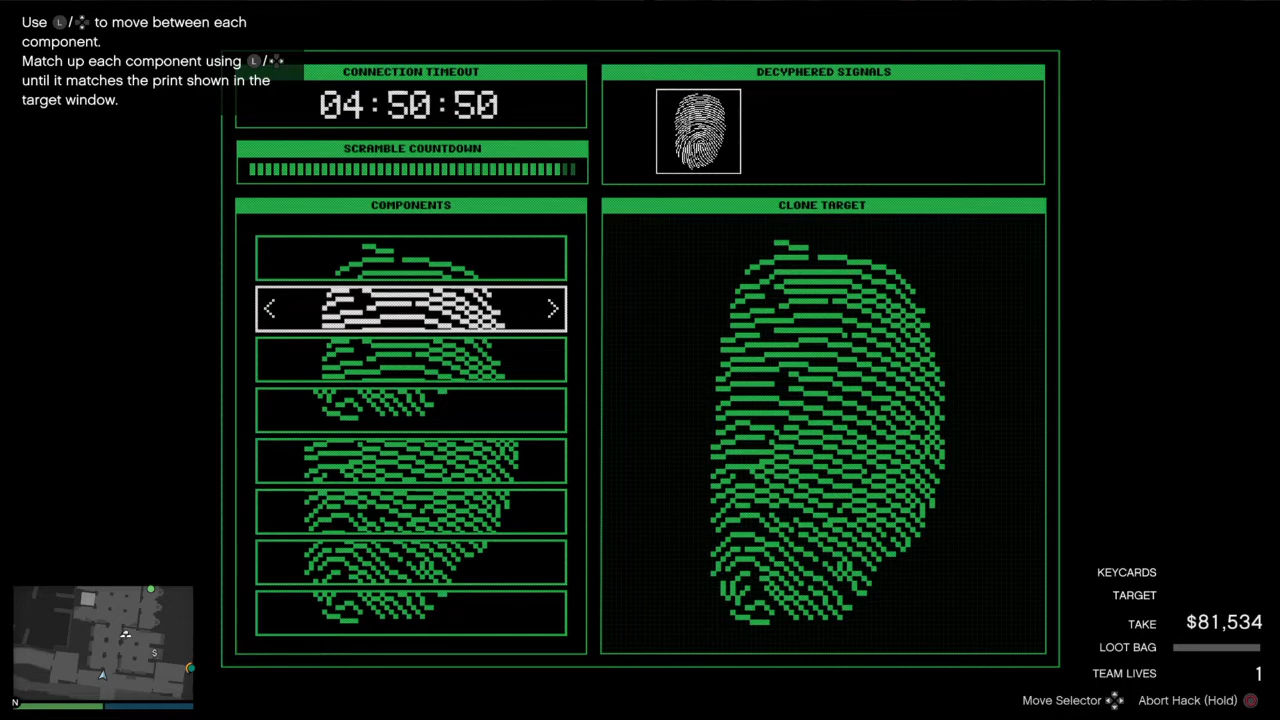 Use L/ to move between each
component.
Match up each component using L/
until it matches the print shown in the
target window.
CONNECTION TIMEOUT
04:50:50
SCRAMBLE COUNTDOWN
DECYPHERED SIGNALS
COMPONENTS
CLONE TARGET
< >
KEYCARDS
TARGET
TAKE $81,534
LOOT BAG
TEAM LIVES 1
S
N
Move Selector Abort Hack (Hold)